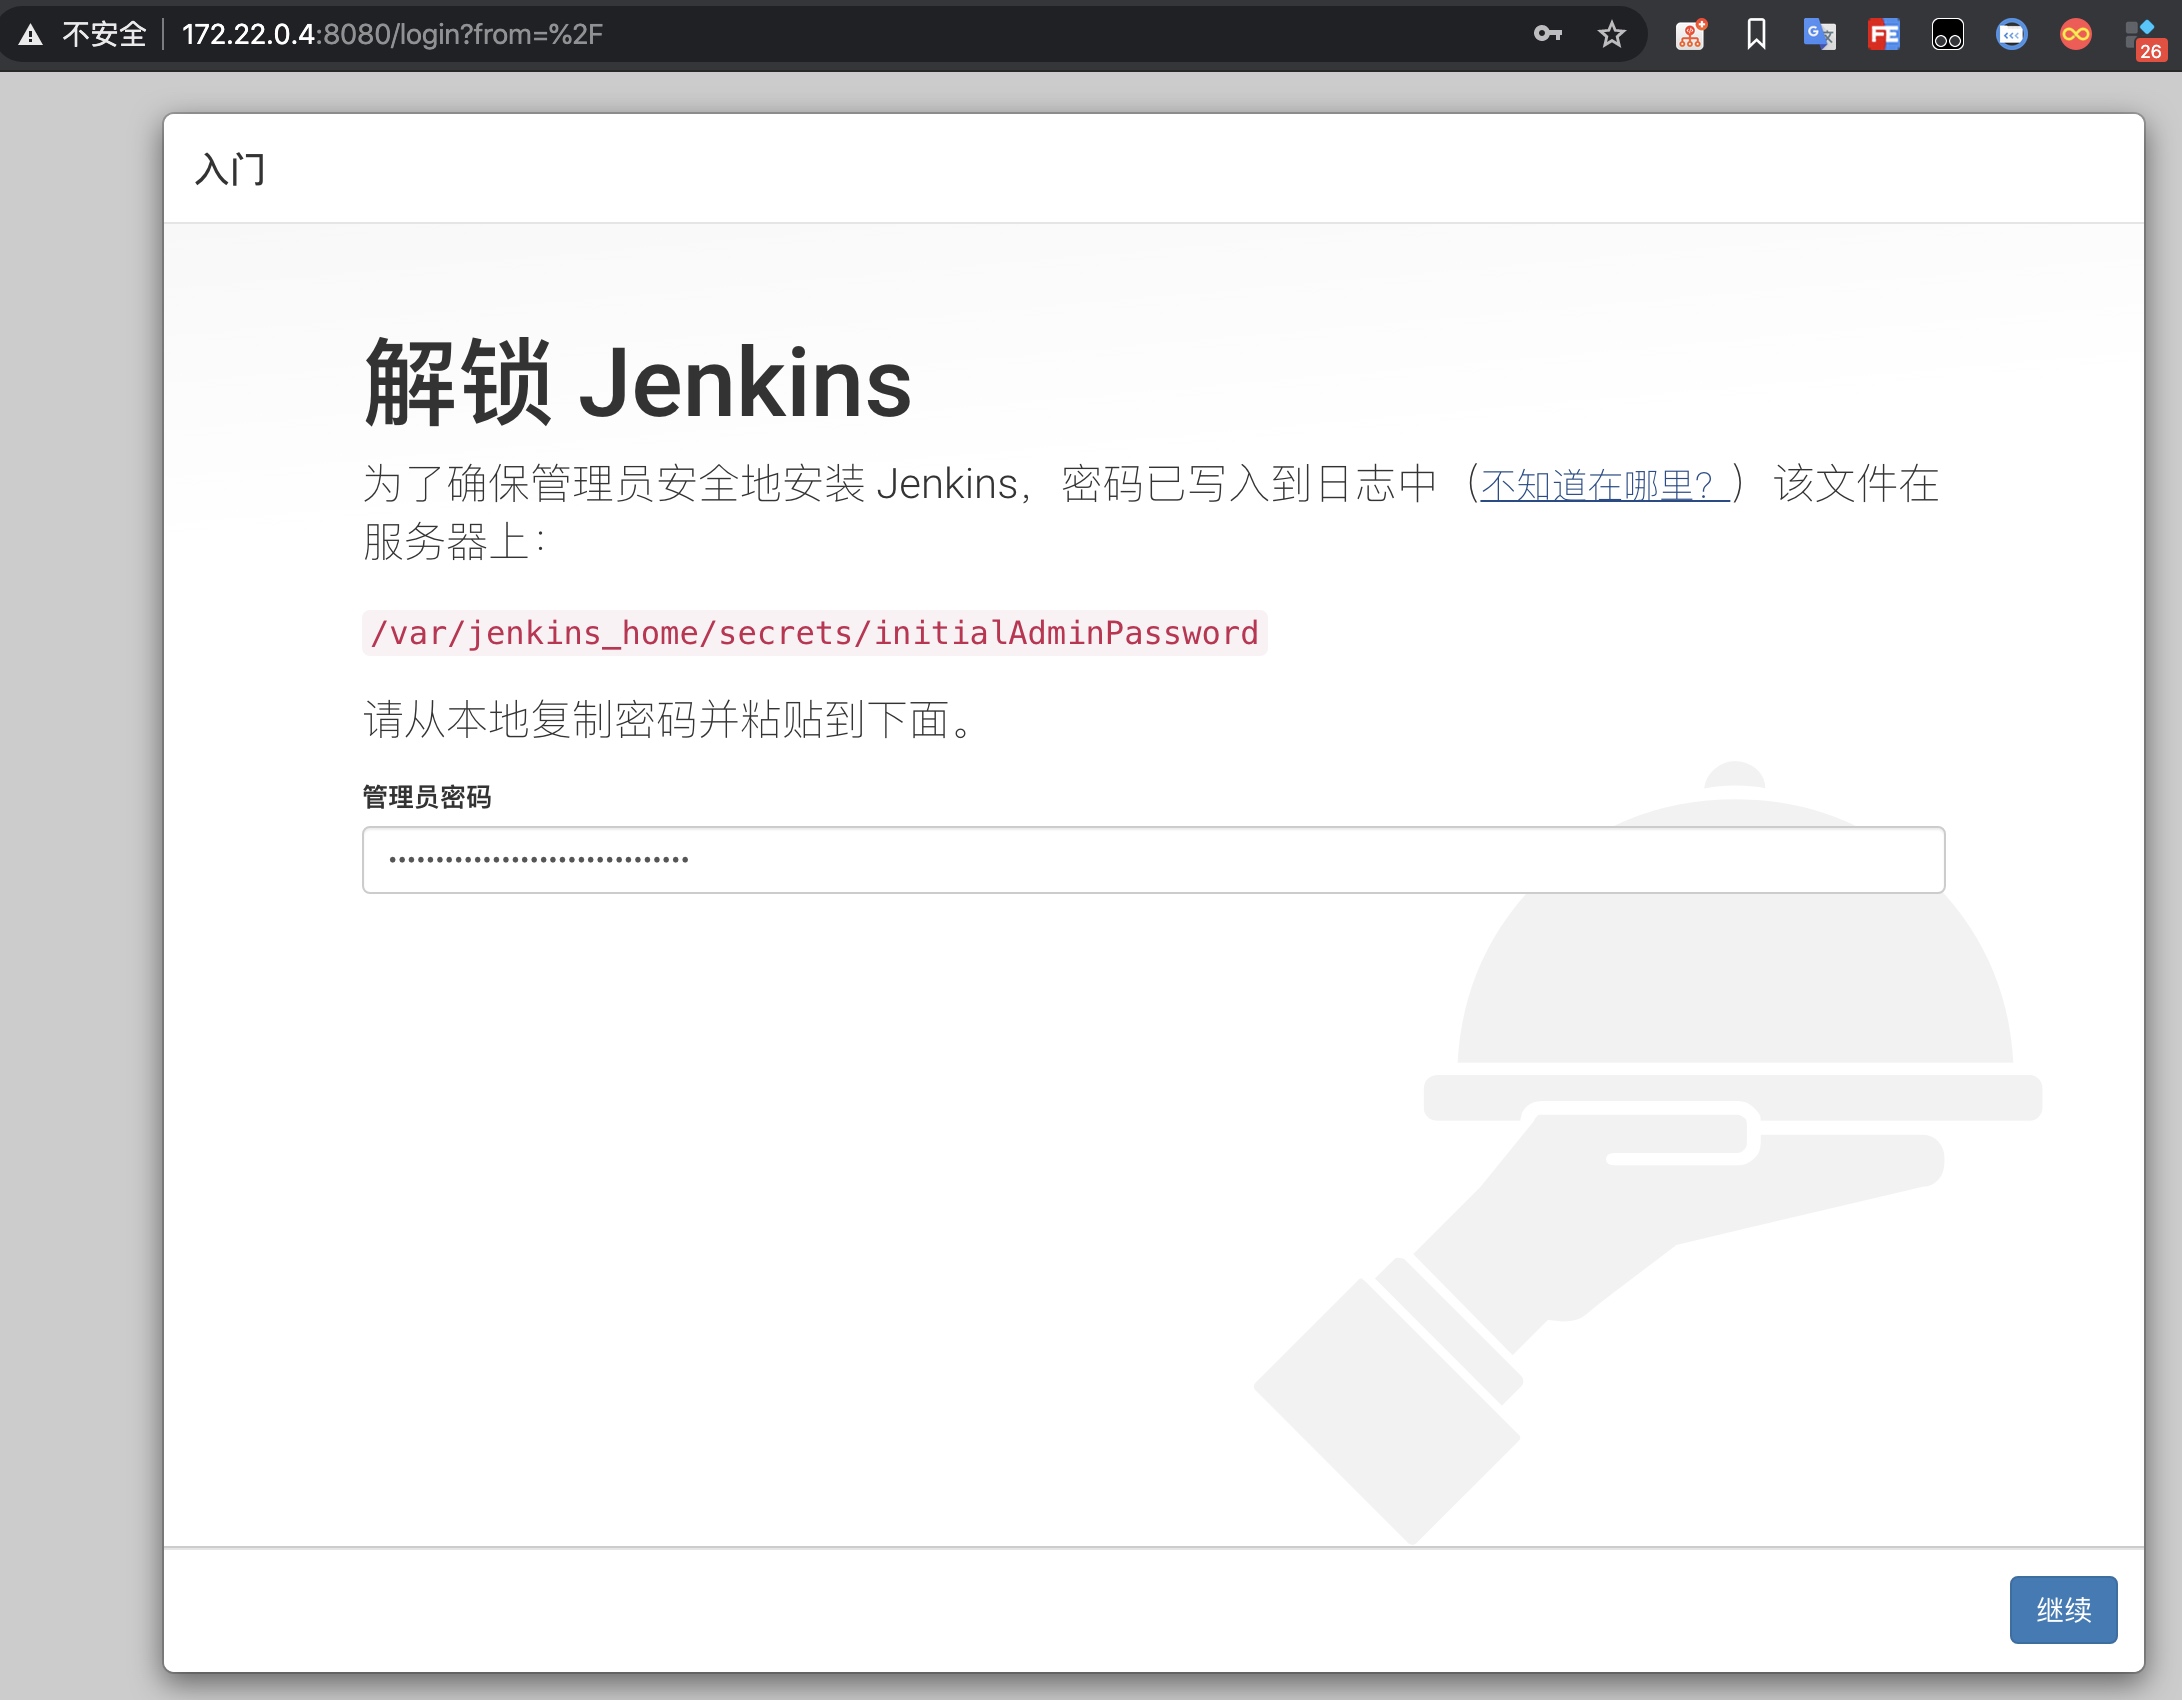 不安全 172.22.0.4:8080/login?from=%2F
26
入门
解锁 Jenkins
为了确保管理员安全地安装 Jenkins，密码已写入到日志中（不知道在哪里？）该文件在
服务器上：
/var/jenkins_home/secrets/initialAdminPassword
请从本地复制密码并粘贴到下面。
管理员密码
••••••••••••••••••••••••••••••••
继续